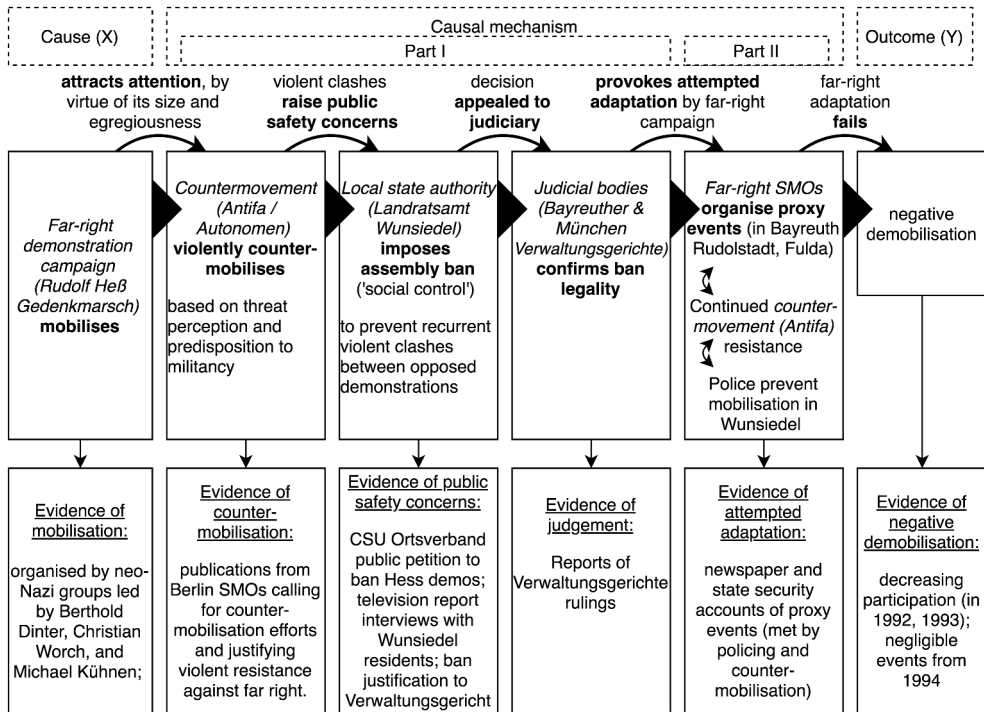 Cause (X)
Causal mechanism
Part I
Part II
Outcome (Y)
attracts attention, by
virtue of its size and
egregiousness
violent clashes
raise public
safety concerns
decision
appealed to
judiciary
provokes attempted
adaptation by far-right
campaign
far-right
adaptation
fails
Far-right
demonstration
campaign
(Rudolf Heß
Gedenkmarsch)
mobilises
Countermovement
(Antifa /
Autonomen)
violently counter-
mobilises
based on threat
perception and
predisposition to
militancy
Local state authority
(Landratsamt
Wunsiedel)
imposes
assembly ban
('social control')
to prevent recurrent
violent clashes
between opposed
demonstrations
Judicial bodies
(Bayreuther &
München
Verwaltungsgerichte)
confirms ban
legality
Far-right SMOs
organise proxy
events (in Bayreuth
Rudolstadt, Fulda)
Continued counter-
movement (Antifa)
resistance
Police prevent
mobilisation in
Wunsiedel
negative
demobilisation
Evidence of
mobilisation:
organised by neo-
Nazi groups led
by Berthold
Dinter, Christian
Worch, and
Michael Kühnen;
Evidence of
counter-
mobilisation:
publications from
Berlin SMOs calling
for counter-
mobilisation efforts
and justifying
violent resistance
against far right.
Evidence of public
safety concerns:
CSU Ortsverband
public petition to
ban Hess demos;
television report
interviews with
Wunsiedel
residents; ban
justification to
Verwaltungsgericht
Evidence of
judgement:
Reports of
Verwaltungsgerichte
rulings
Evidence of
attempted
adaptation:
newspaper and
state security
accounts of proxy
events (met by
policing and
counter-
mobilisation)
Evidence of
negative
demobilisation:
decreasing
participation (in
1992, 1993);
negligible
events from
1994